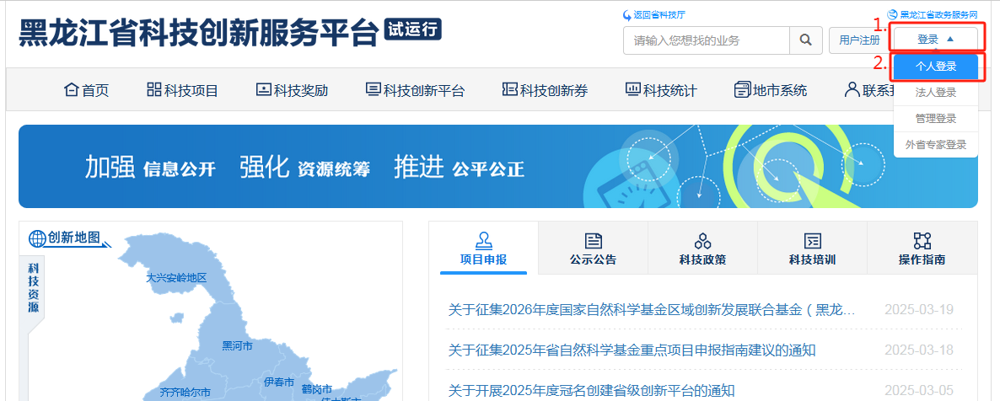 返回省科技厅
黑龙江省政务服务网
黑龙江省科技创新服务平台 试运行
请输入您想找的业务
用户注册
1.
登录
2.
个人登录
法人登录
管理登录
外省专家登录
首页
科技项目
科技奖励
科技创新平台
科技创新券
科技统计
地市系统
联系
加强 信息公开 强化 资源统筹 推进 公平公正
创新地图
科技资源
大兴安岭地区
黑河市
齐齐哈尔市
伊春市
鹤岗市
项目申报
公示公告
科技政策
科技培训
操作指南
关于征集2026年度国家自然科学基金区域创新发展联合基金（黑龙... 2025-03-19
关于征集2025年省自然科学基金重点项目申报指南建议的通知 2025-03-18
关于开展2025年度冠名创建省级创新平台的通知 2025-03-05